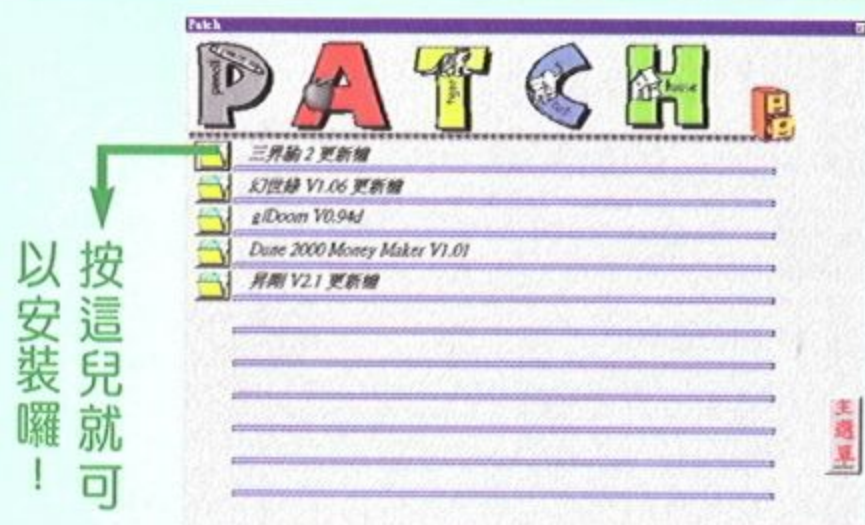 Patch
PATCH
三界諭 2 更新檔
幻世錄 V1.06 更新檔
glDoom V0.94d
Dune 2000 Money Maker V1.01
昇剛 V2.1 更新檔
主選單
按這兒就可
以安裝囉！